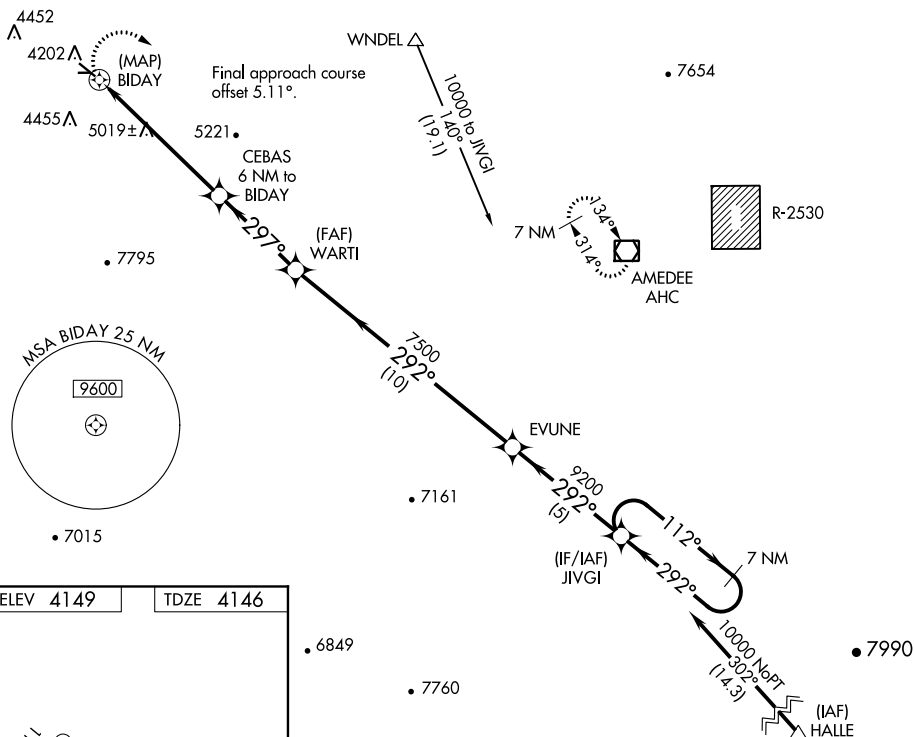 4452
4202
(MAP)
BIDAY
Final approach course
offset 5.11°.
WNDEL
7654
10000 to JIVGI
140°
(19.1)
4455
5019±
5221
CEBAS
6 NM to
BIDAY
297°
(FAF)
WARTI
7795
7 NM
134°
314°
AMEDEE
AHC
R-2530
MSA BIDAY 25 NM
9600
7500
292°
(10)
EVUNE
7161
9200
292°
(5)
(IF/IAF)
JIVGI
112°
7 NM
292°
7015
ELEV 4149
TDZE 4146
6849
7760
10000 NoPT
302°
(14.3)
7990
(IAF)
HALLE